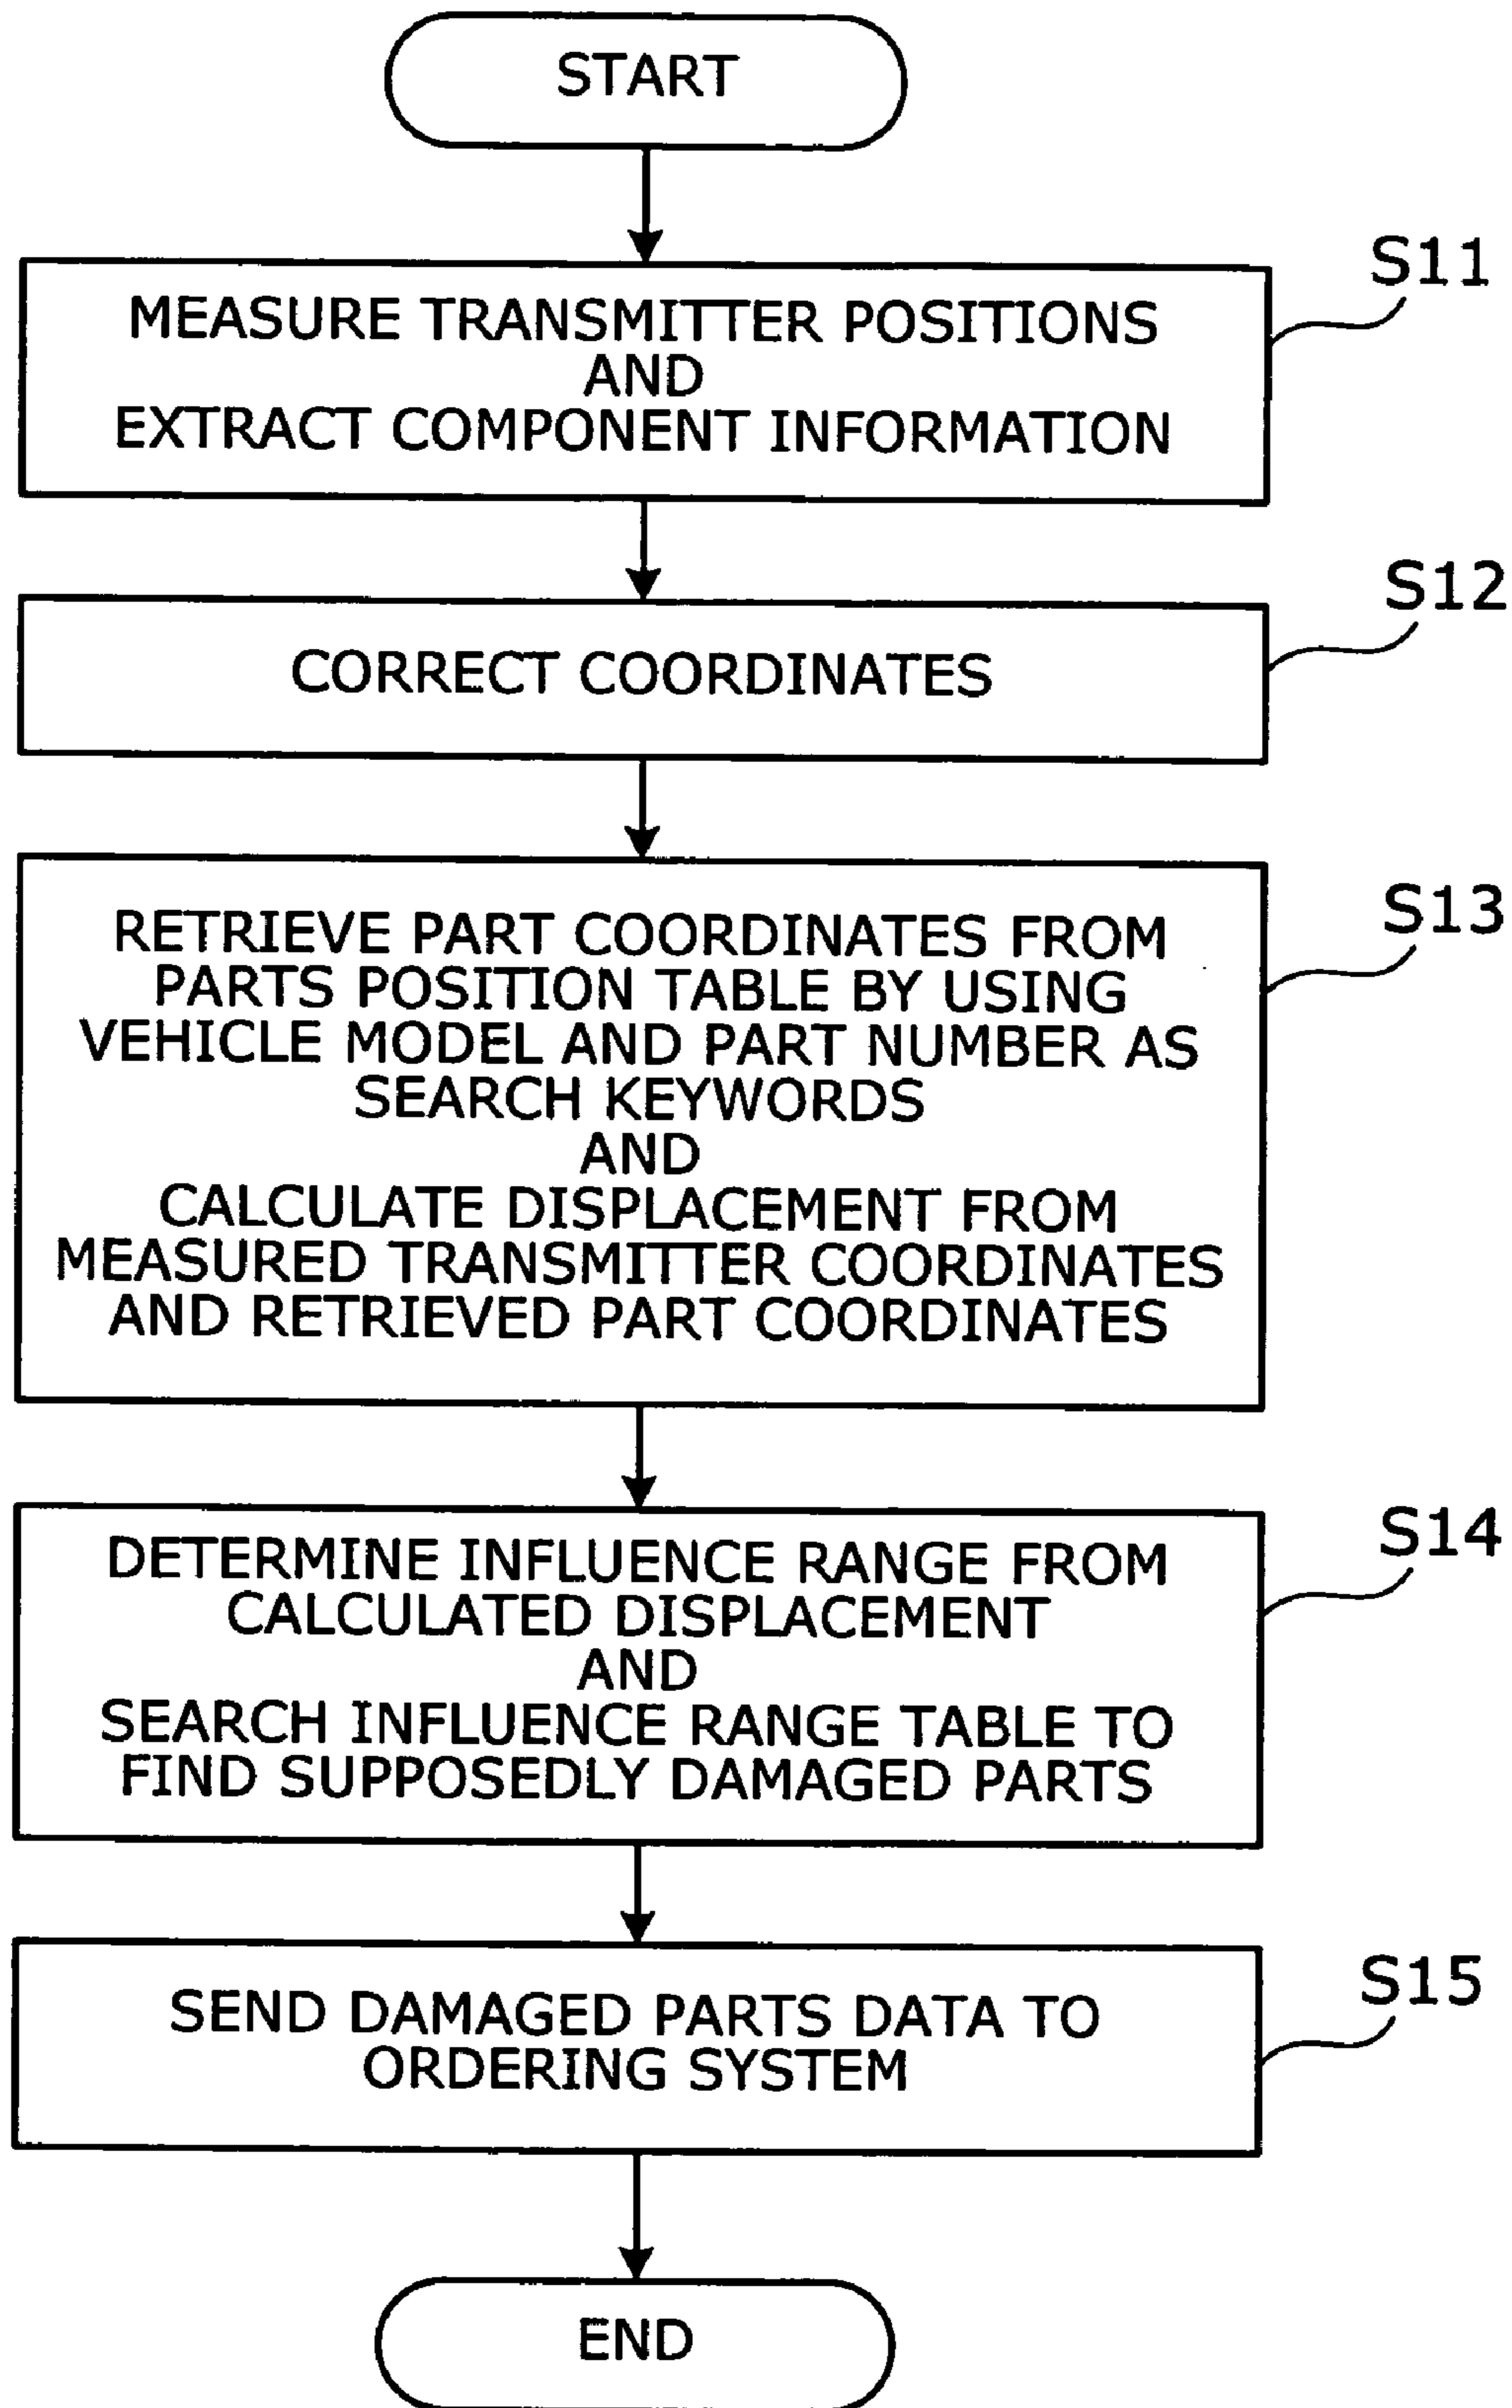 START
S11
MEASURE TRANSMITTER POSITIONS
AND
EXTRACT COMPONENT INFORMATION
S12
CORRECT COORDINATES
S13
RETRIEVE PART COORDINATES FROM
PARTS POSITION TABLE BY USING
VEHICLE MODEL AND PART NUMBER AS
SEARCH KEYWORDS
AND
CALCULATE DISPLACEMENT FROM
MEASURED TRANSMITTER COORDINATES
AND RETRIEVED PART COORDINATES
S14
DETERMINE INFLUENCE RANGE FROM
CALCULATED DISPLACEMENT
AND
SEARCH INFLUENCE RANGE TABLE TO
FIND SUPPOSEDLY DAMAGED PARTS
S15
SEND DAMAGED PARTS DATA TO
ORDERING SYSTEM
END